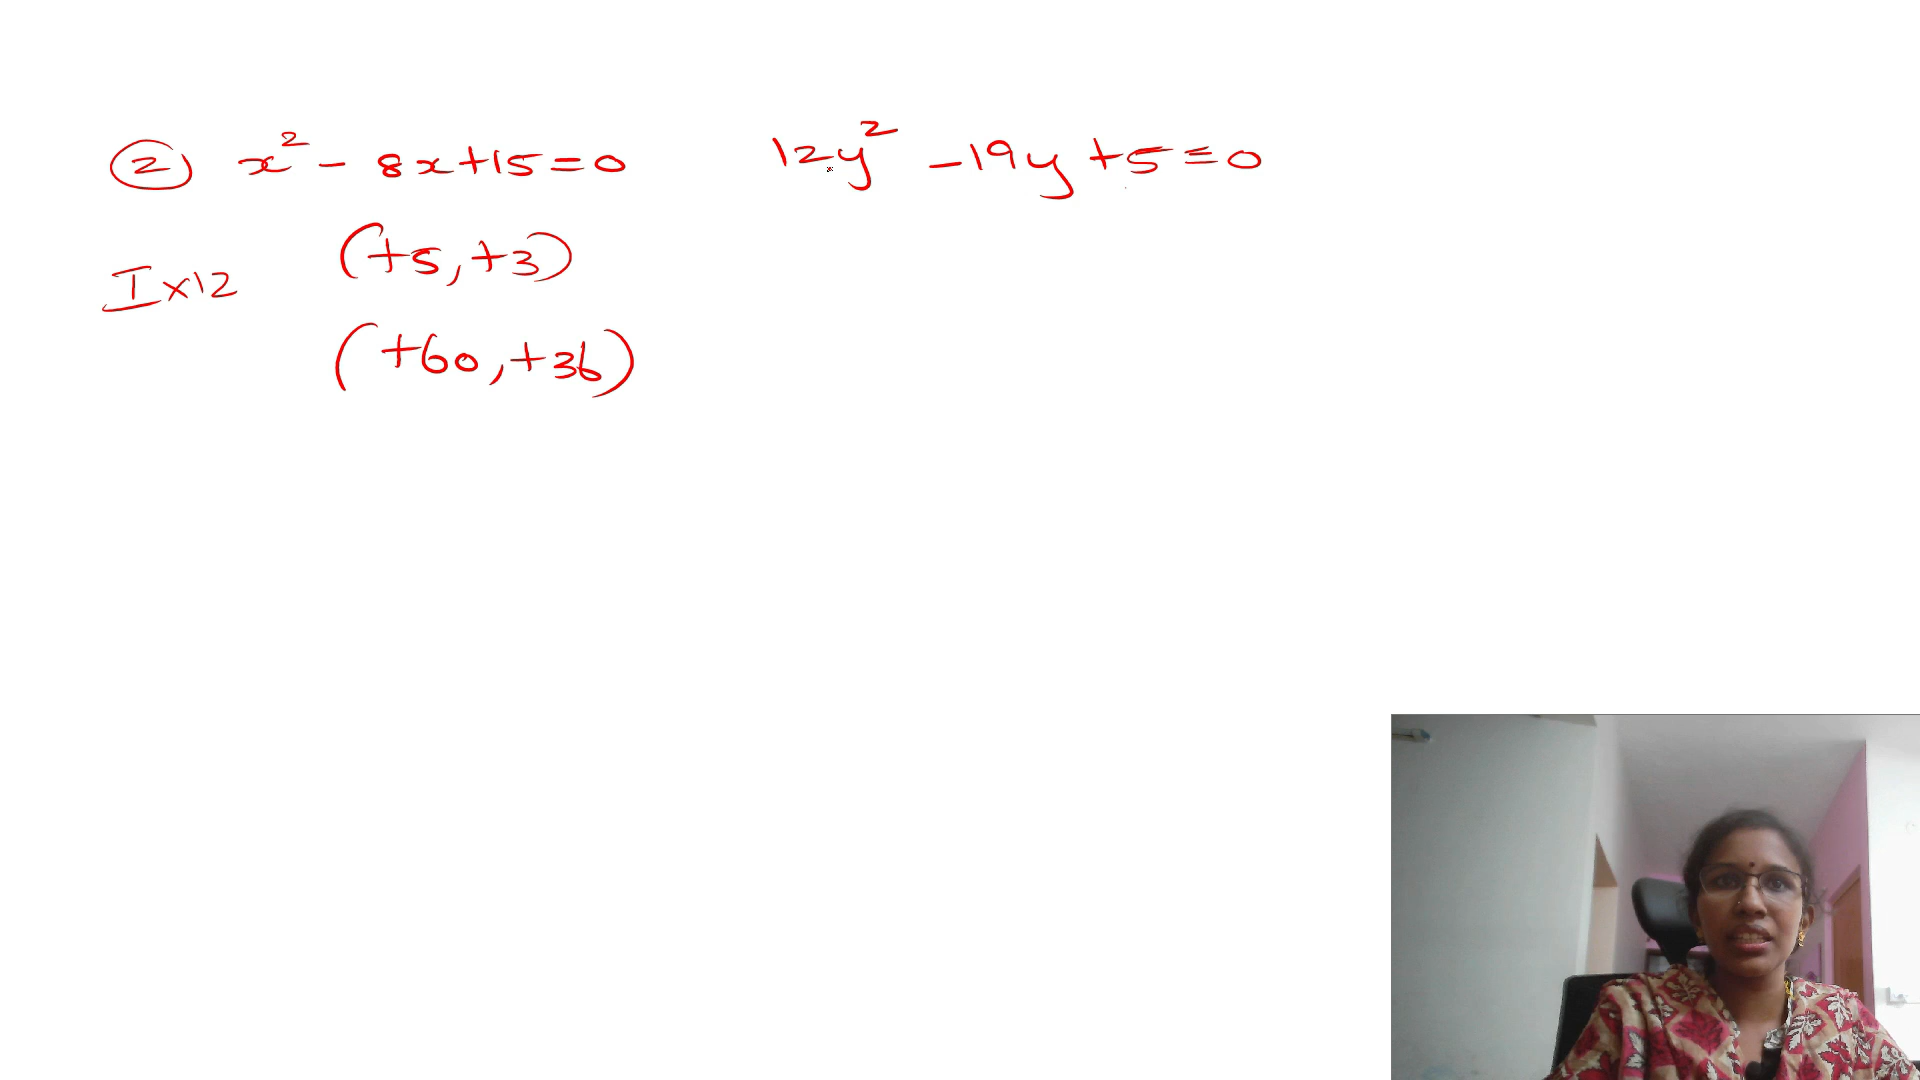 ② x² - 8x+15=0 12y² -19y +5=0
(+5, +3)
I×12
(+60, +36)